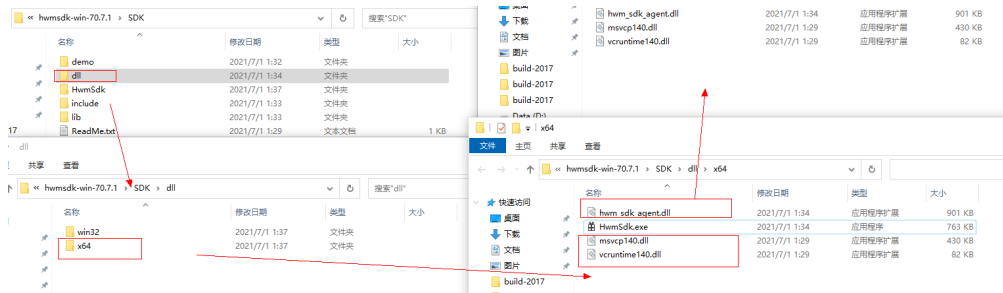 « hwmsdk-win-70.7.1 › SDK
搜索"SDK"
名称 修改日期 类型 大小
demo 2021/7/1 1:32 文件夹
dll 2021/7/1 1:34 文件夹
HwmSdk 2021/7/1 1:37 文件夹
include 2021/7/1 1:33 文件夹
lib 2021/7/1 1:33 文件夹
ReadMe.txt 2021/7/1 1:29 文本文档 1 KB
17
dll
共享 查看
« hwmsdk-win-70.7.1 › SDK › dll
搜索"dll"
名称 修改日期 类型 大小
win32 2021/7/1 1:37 文件夹
x64 2021/7/1 1:37 文件夹
桌面
下载
文档
图片
build-2017
build-2017
build-2017
Data (D:)
hwm_sdk_agent.dll 2021/7/1 1:34 应用程序扩展 901 KB
msvcp140.dll 2021/7/1 1:29 应用程序扩展 430 KB
vcruntime140.dll 2021/7/1 1:29 应用程序扩展 82 KB
x64
文件 主页 共享 查看
« hwmsdk-win-70.7.1 › SDK › dll › x64
名称 修改日期 类型 大小
快速访问
桌面
下载
文档
图片
build-2017
hwm_sdk_agent.dll 2021/7/1 1:34 应用程序扩展 901 KB
HwmSdk.exe 2021/7/1 1:34 应用程序 763 KB
msvcp140.dll 2021/7/1 1:29 应用程序扩展 430 KB
vcruntime140.dll 2021/7/1 1:29 应用程序扩展 82 KB